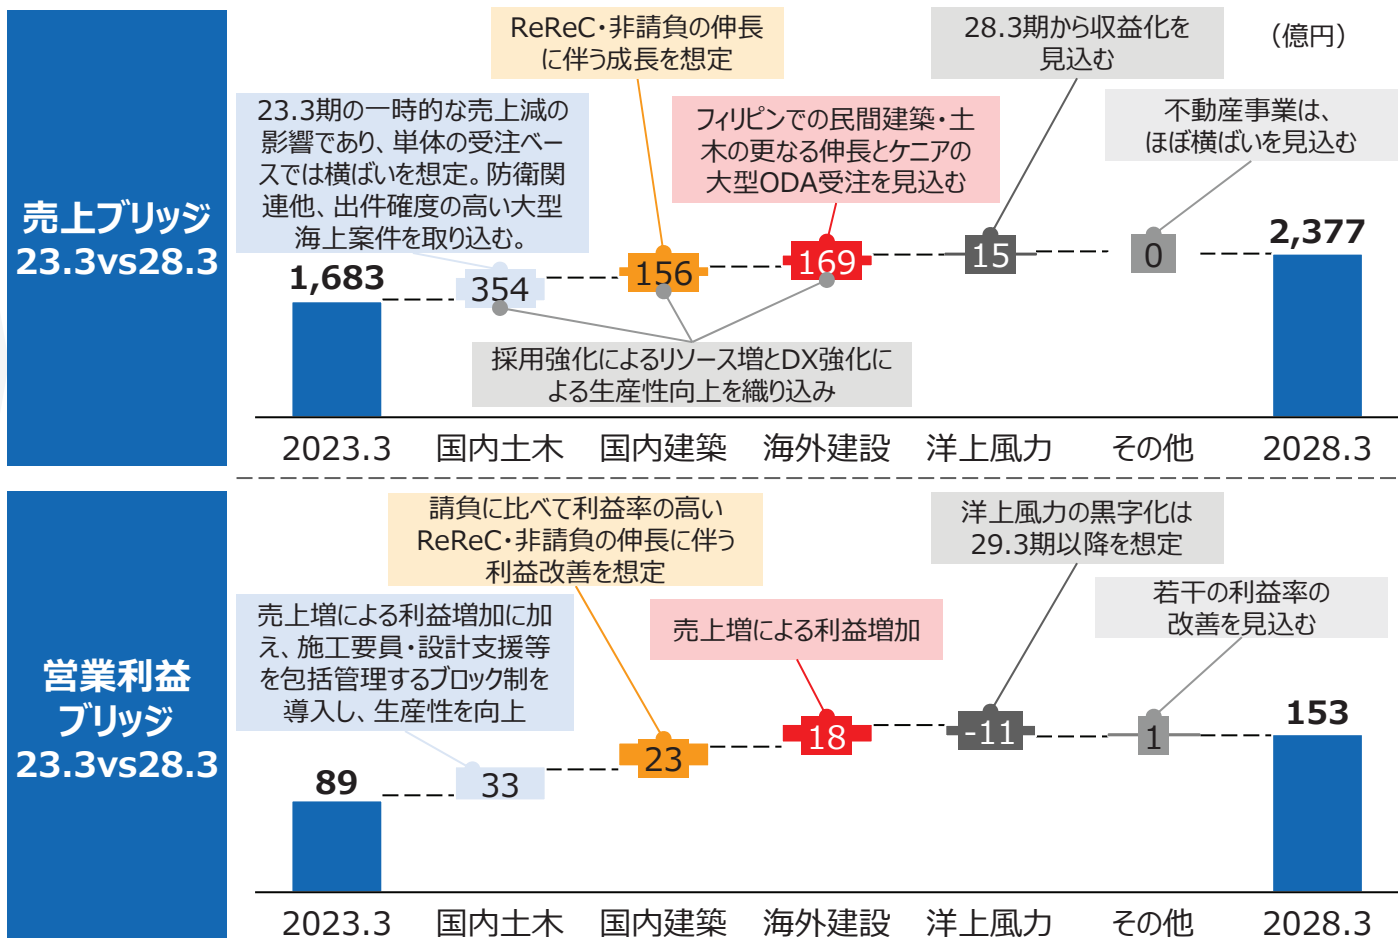 売上ブリッジ
23.3vs28.3
(億円)
ReReC・非請負の伸長
に伴う成長を想定
28.3期から収益化を
見込む
23.3期の一時的な売上減の
影響であり、単体の受注ベー
スでは横ばいを想定。防衛関
連他、出件確度の高い大型
海上案件を取り込む。
フィリピンでの民間建築・土
木の更なる伸長とケニアの
大型ODA受注を見込む
不動産事業は、
ほぼ横ばいを見込む
1,683
354
156
169
15
0
2,377
採用強化によるリソース増とDX強化に
よる生産性向上を織り込み
2023.3
国内土木
国内建築
海外建設
洋上風力
その他
2028.3
営業利益
ブリッジ
23.3vs28.3
請負に比べて利益率の高い
ReReC・非請負の伸長に伴う
利益改善を想定
洋上風力の黒字化は
29.3期以降を想定
売上増による利益増加に加
え、施工要員・設計支援等
を包括管理するブロック制を
導入し、生産性を向上
売上増による利益増加
若干の利益率の
改善を見込む
89
33
23
18
-11
1
153
2023.3
国内土木
国内建築
海外建設
洋上風力
その他
2028.3